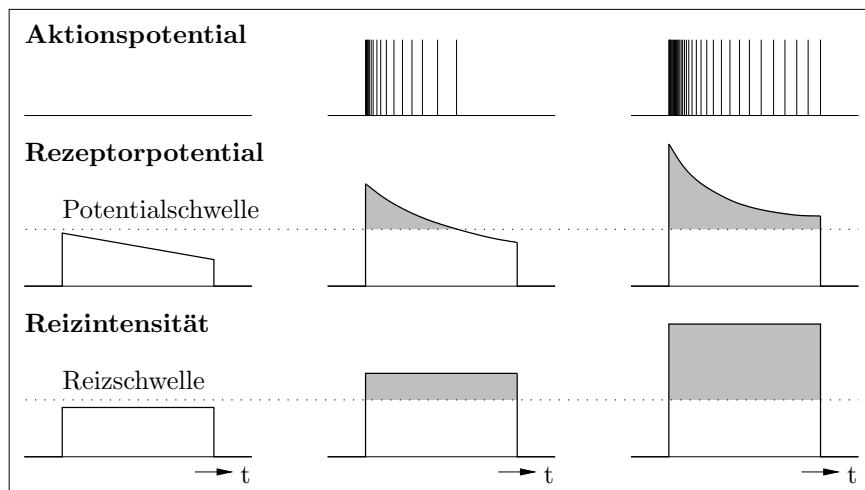 Aktionspotential
Rezeptorpotential
Potentialschwelle
Reizintensität
Reizschwelle
t
t
t